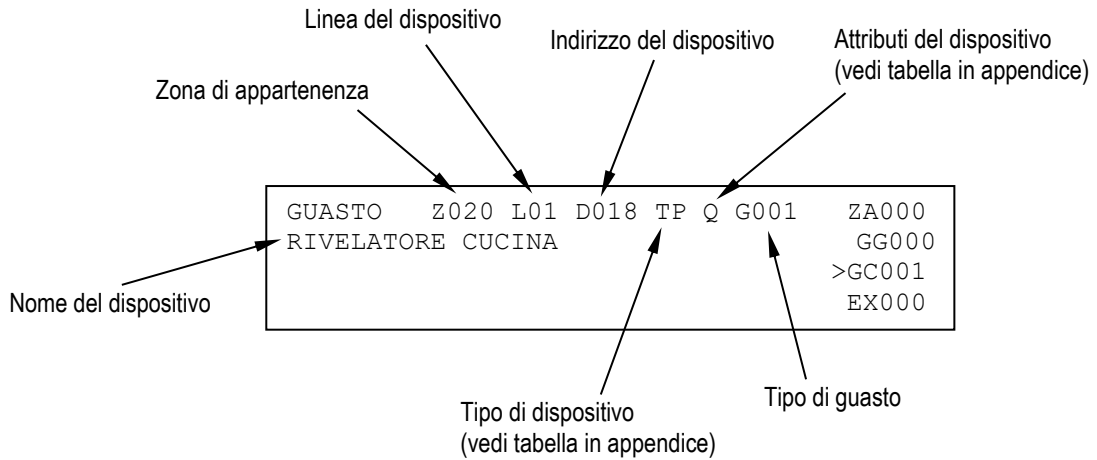 Linea del dispositivo
Indirizzo del dispositivo
Attributi del dispositivo
(vedi tabella in appendice)
Zona di appartenenza
GUASTO Z020 L01 D018 TP Q G001 ZA000
RIVELATORE CUCINA GG000
>GC001
EX000
Nome del dispositivo
Tipo di dispositivo
(vedi tabella in appendice)
Tipo di guasto